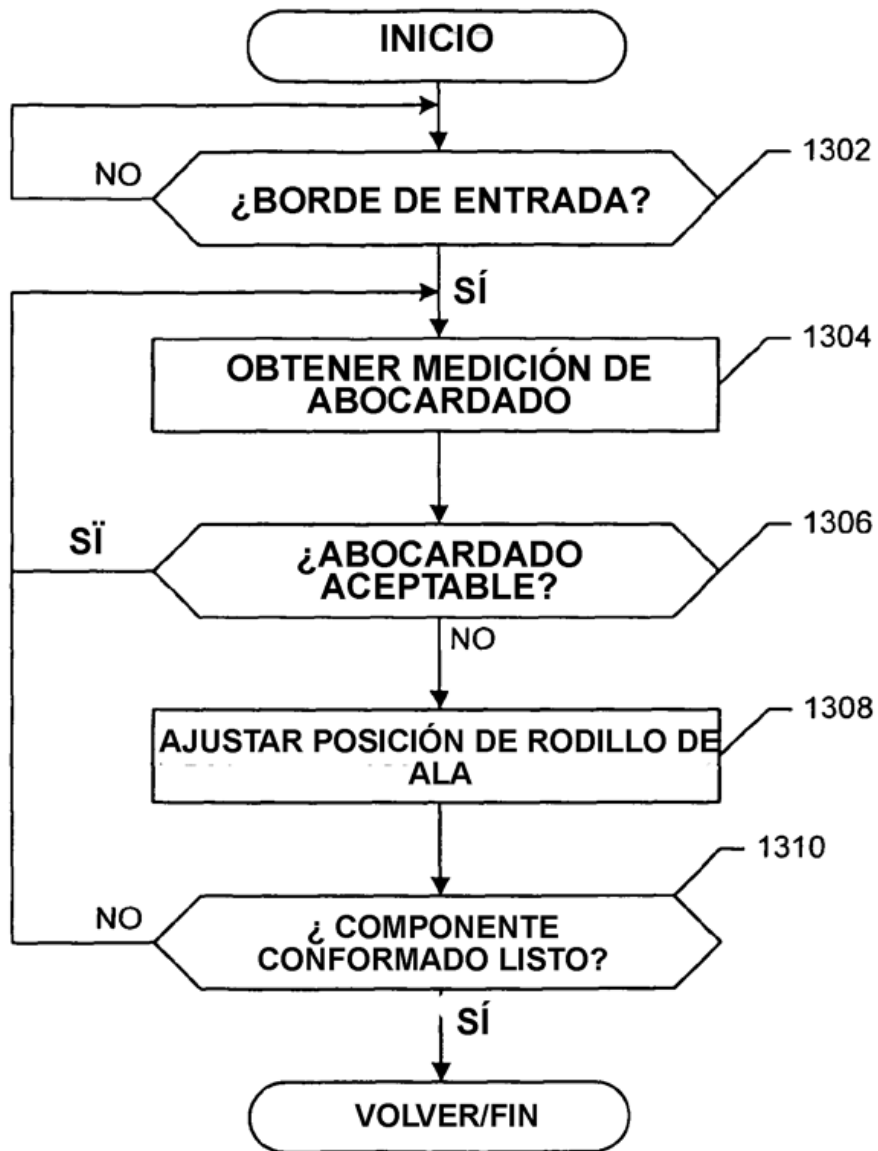 INICIO
1302
NO
¿BORDE DE ENTRADA?
SÍ
1304
OBTENER MEDICIÓN DE
ABOCARDADO
1306
SÏ
¿ABOCARDADO
ACEPTABLE?
NO
1308
AJUSTAR POSICIÓN DE RODILLO DE
ALA
1310
NO
¿ COMPONENTE
CONFORMADO LISTO?
SÍ
VOLVER/FIN